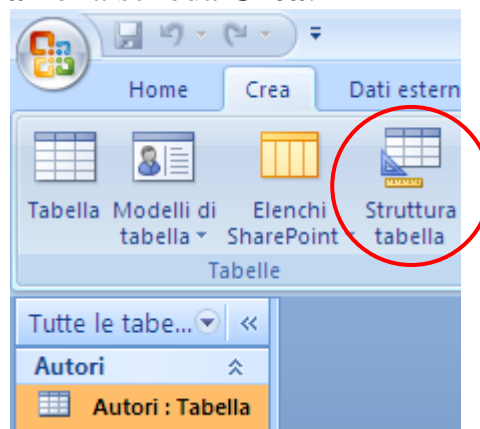 Home Crea Dati estern
Tabella Modelli di tabella Elenchi SharePoint Struttura tabella
Tabelle
Tutte le tabe...
Autori
Autori : Tabella